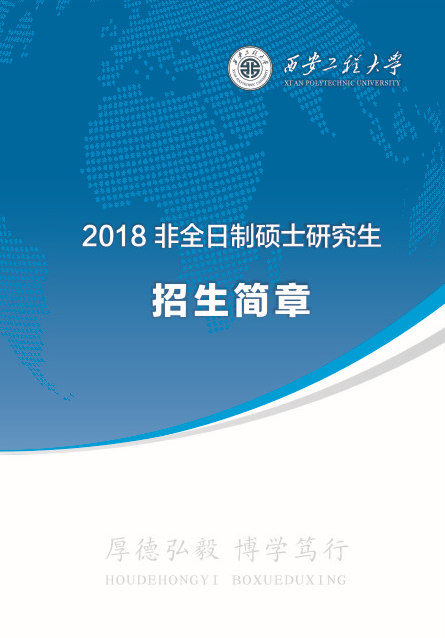 西安工程大学
XI'AN POLYTECHNIC UNIVERSITY
2018 非全日制硕士研究生
招生简章
厚德弘毅 博学笃行
HOUDEHONGYI BOXUEDUXING